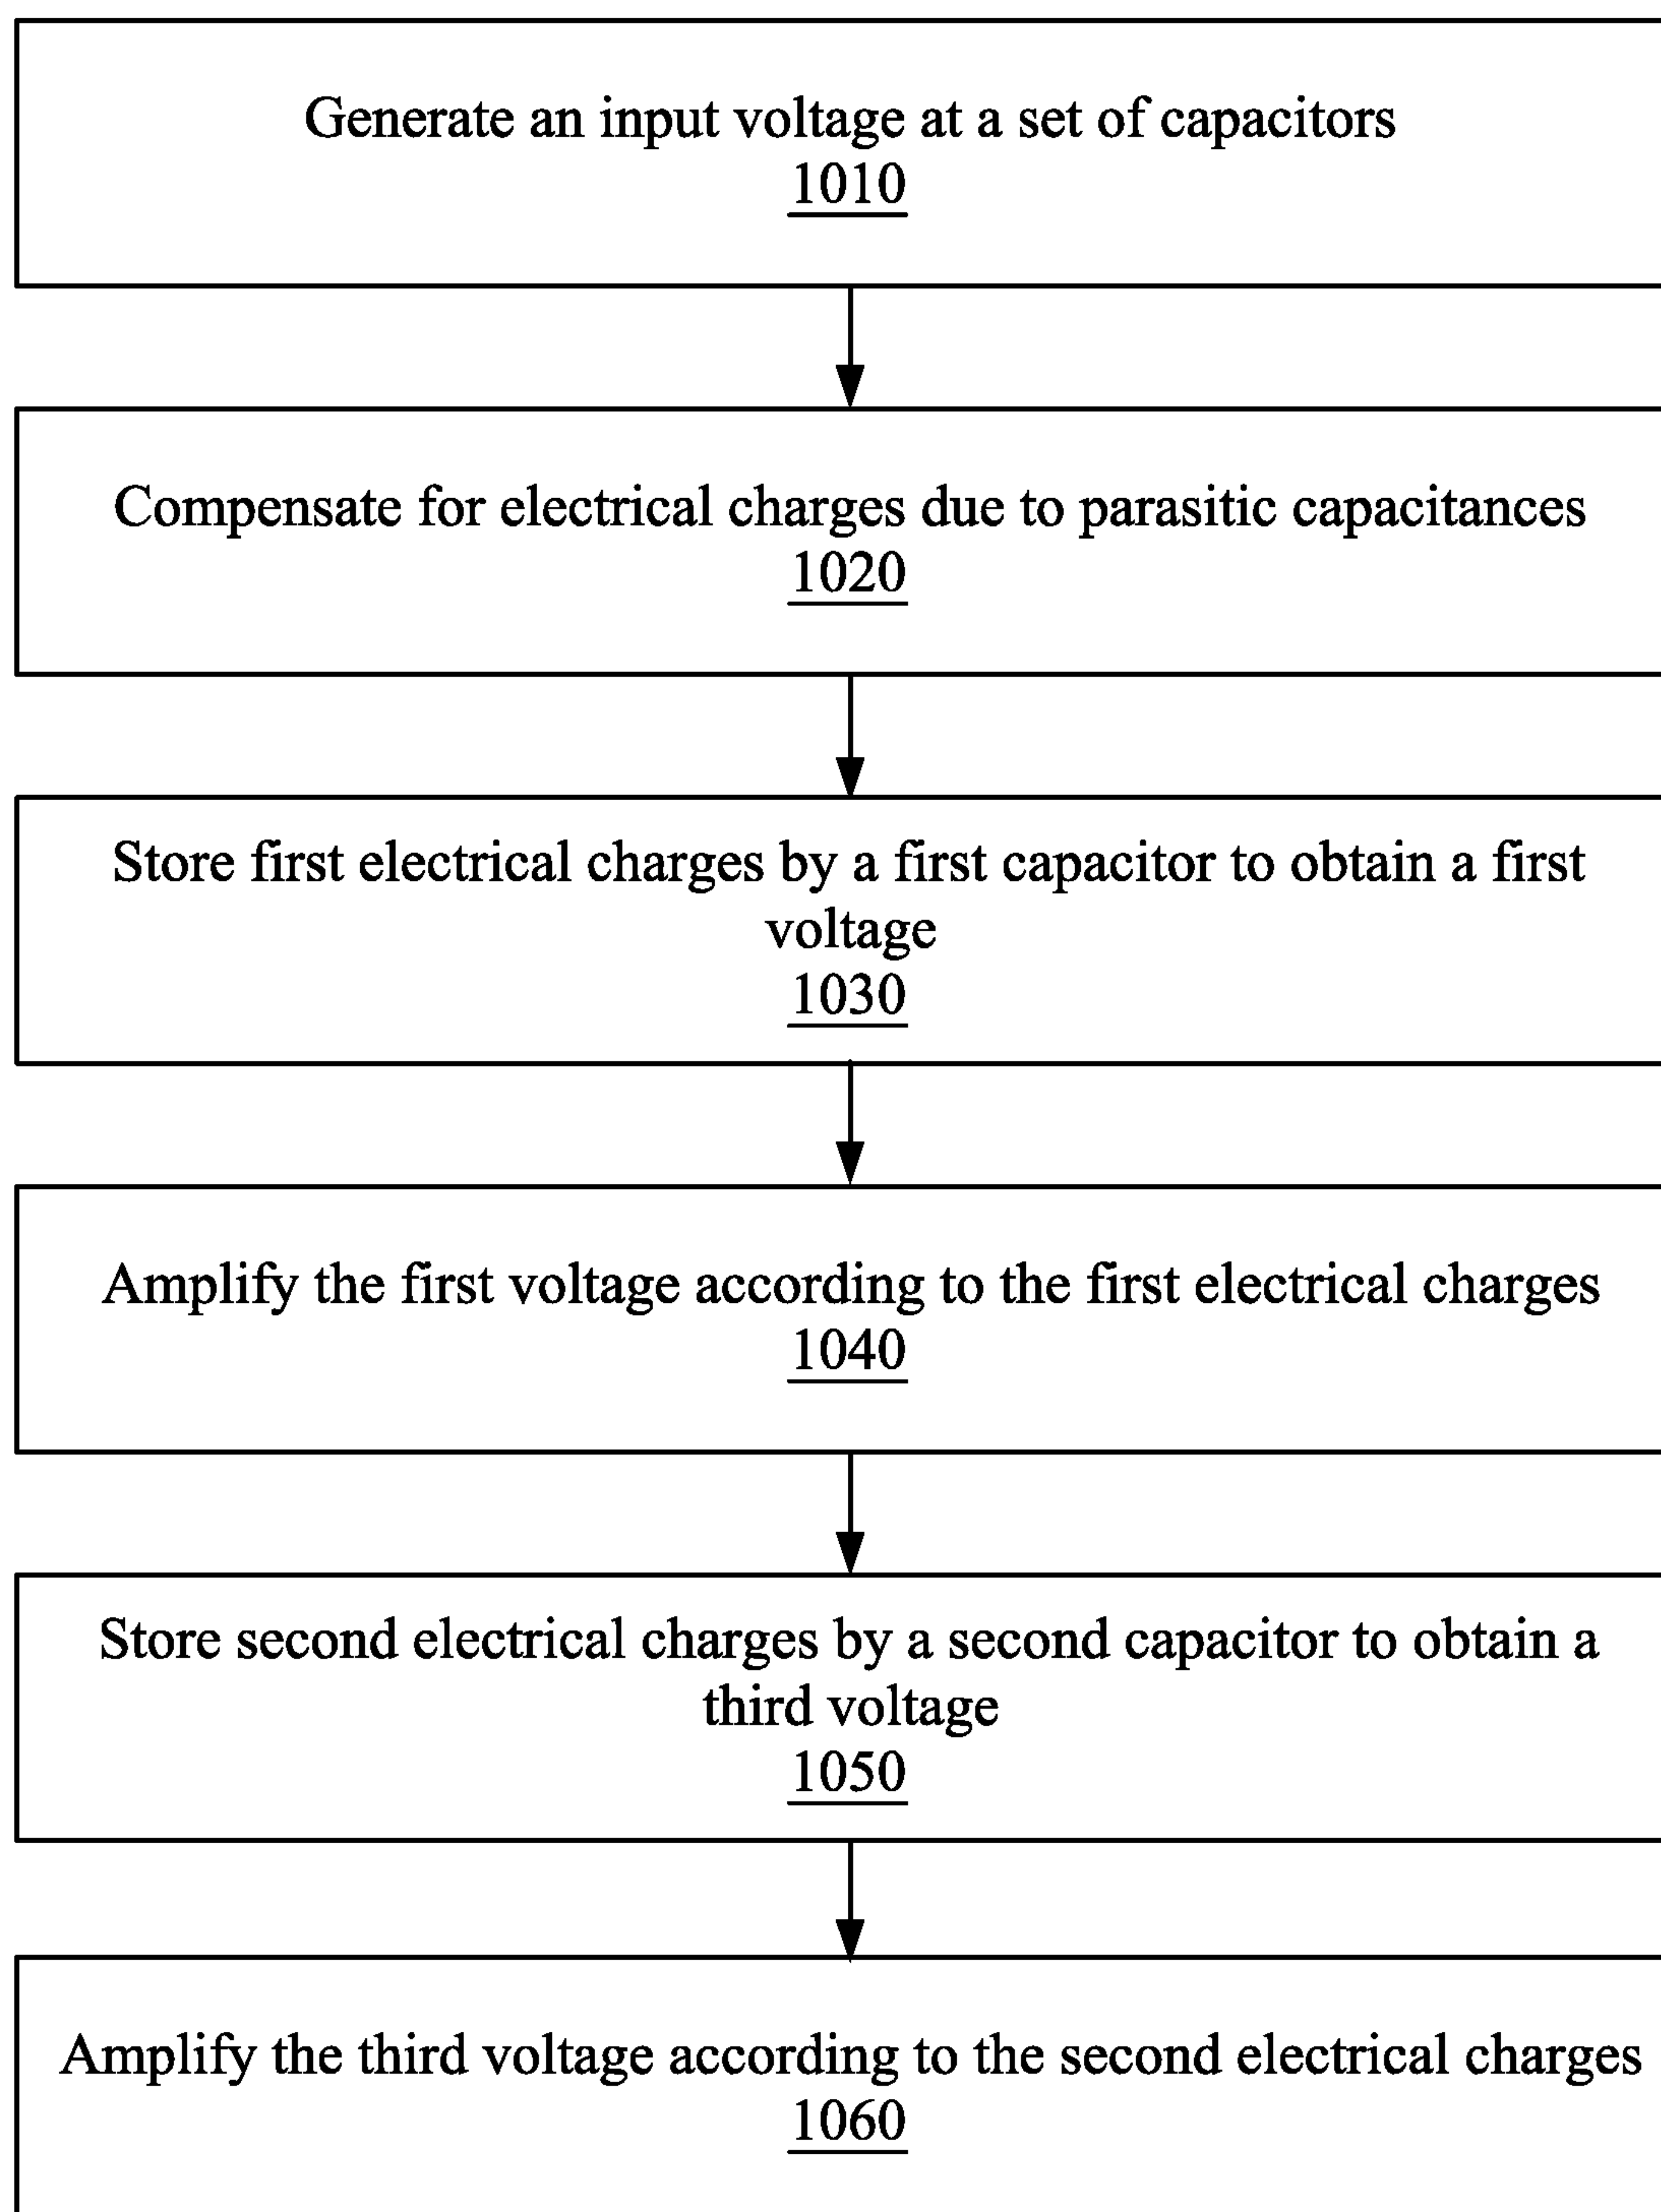 Generate an input voltage at a set of capacitors
1010
Compensate for electrical charges due to parasitic capacitances
1020
Store first electrical charges by a first capacitor to obtain a first
voltage
1030
Amplify the first voltage according to the first electrical charges
1040
Store second electrical charges by a second capacitor to obtain a
third voltage
1050
Amplify the third voltage according to the second electrical charges
1060